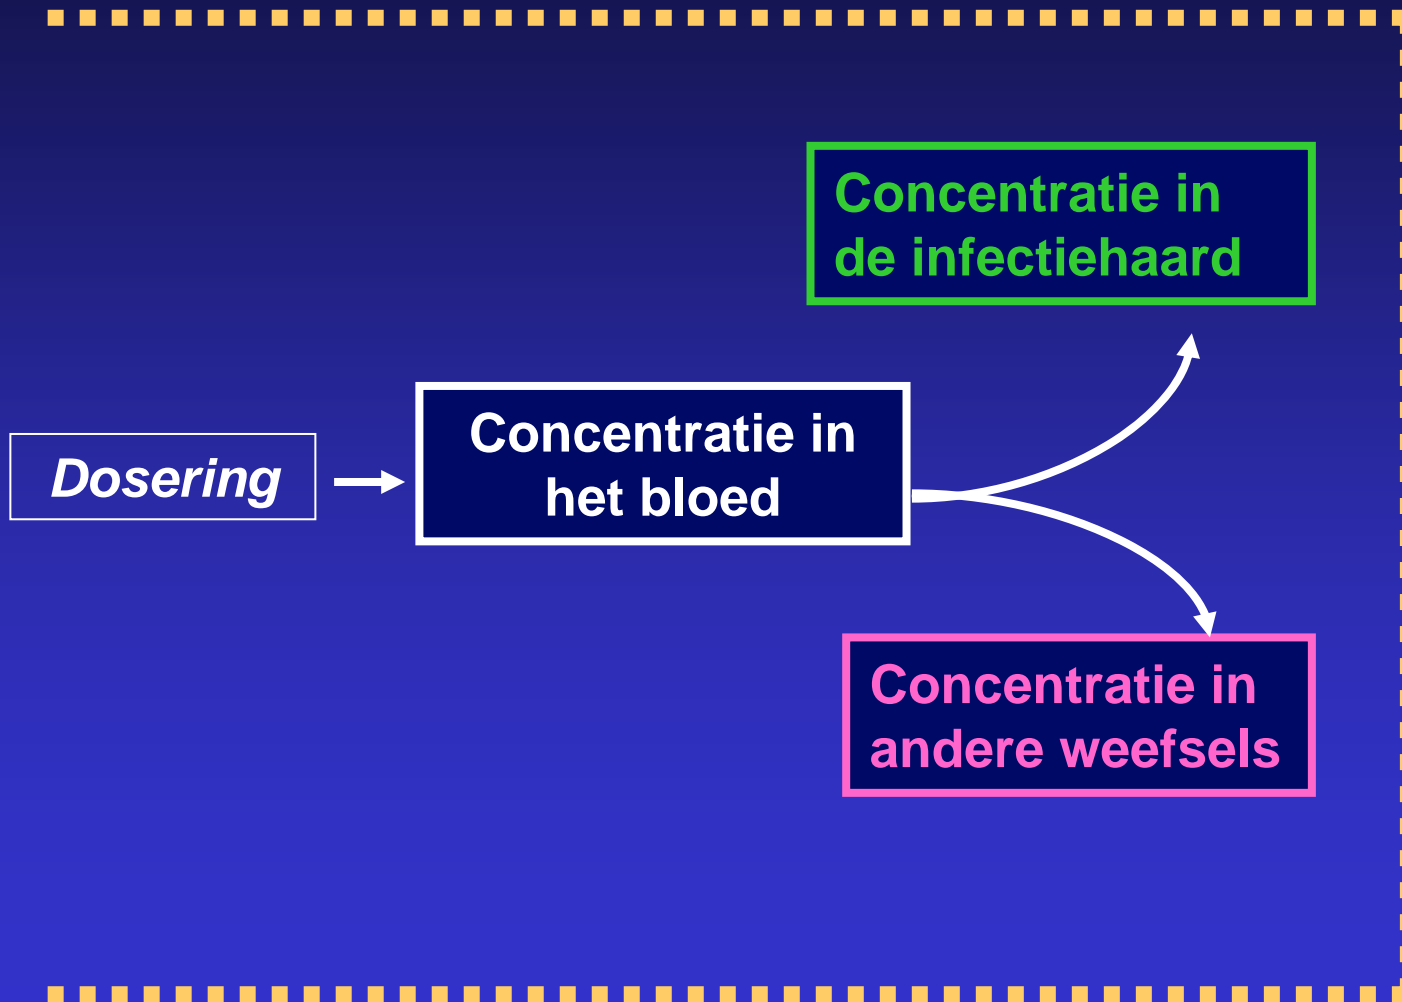 Dosering
Concentratie in
het bloed
Concentratie in
de infectiehaard
Concentratie in
andere weefsels